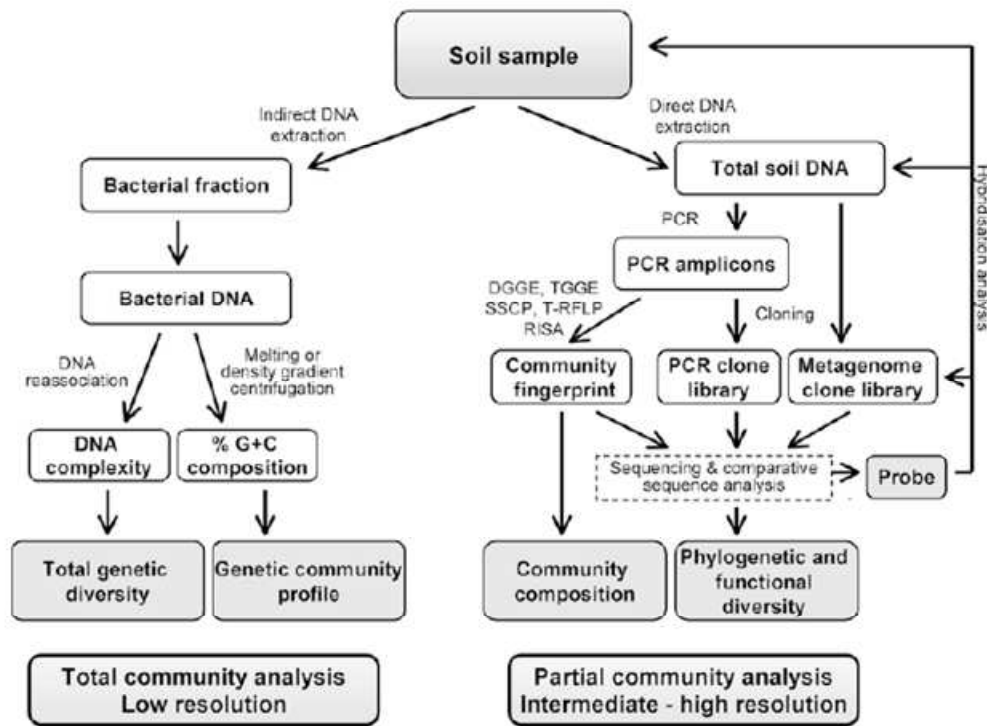 Soil sample
Indirect DNA
extraction
Direct DNA
extraction
Bacterial fraction
Total soil DNA
Hybridisation analysis
PCR
PCR amplicons
Bacterial DNA
DGGE, TGGE
SSCP, T-RFLP
RISA
Cloning
DNA
reassociation
Melting or
density gradient
centrifugation
Community
fingerprint
PCR clone
library
Metagenome
clone library
DNA
complexity
% G+C
composition
Sequencing & comparative
sequence analysis
Probe
Total genetic
diversity
Genetic community
profile
Community
composition
Phylogenetic and
functional
diversity
Total community analysis
Low resolution
Partial community analysis
Intermediate - high resolution